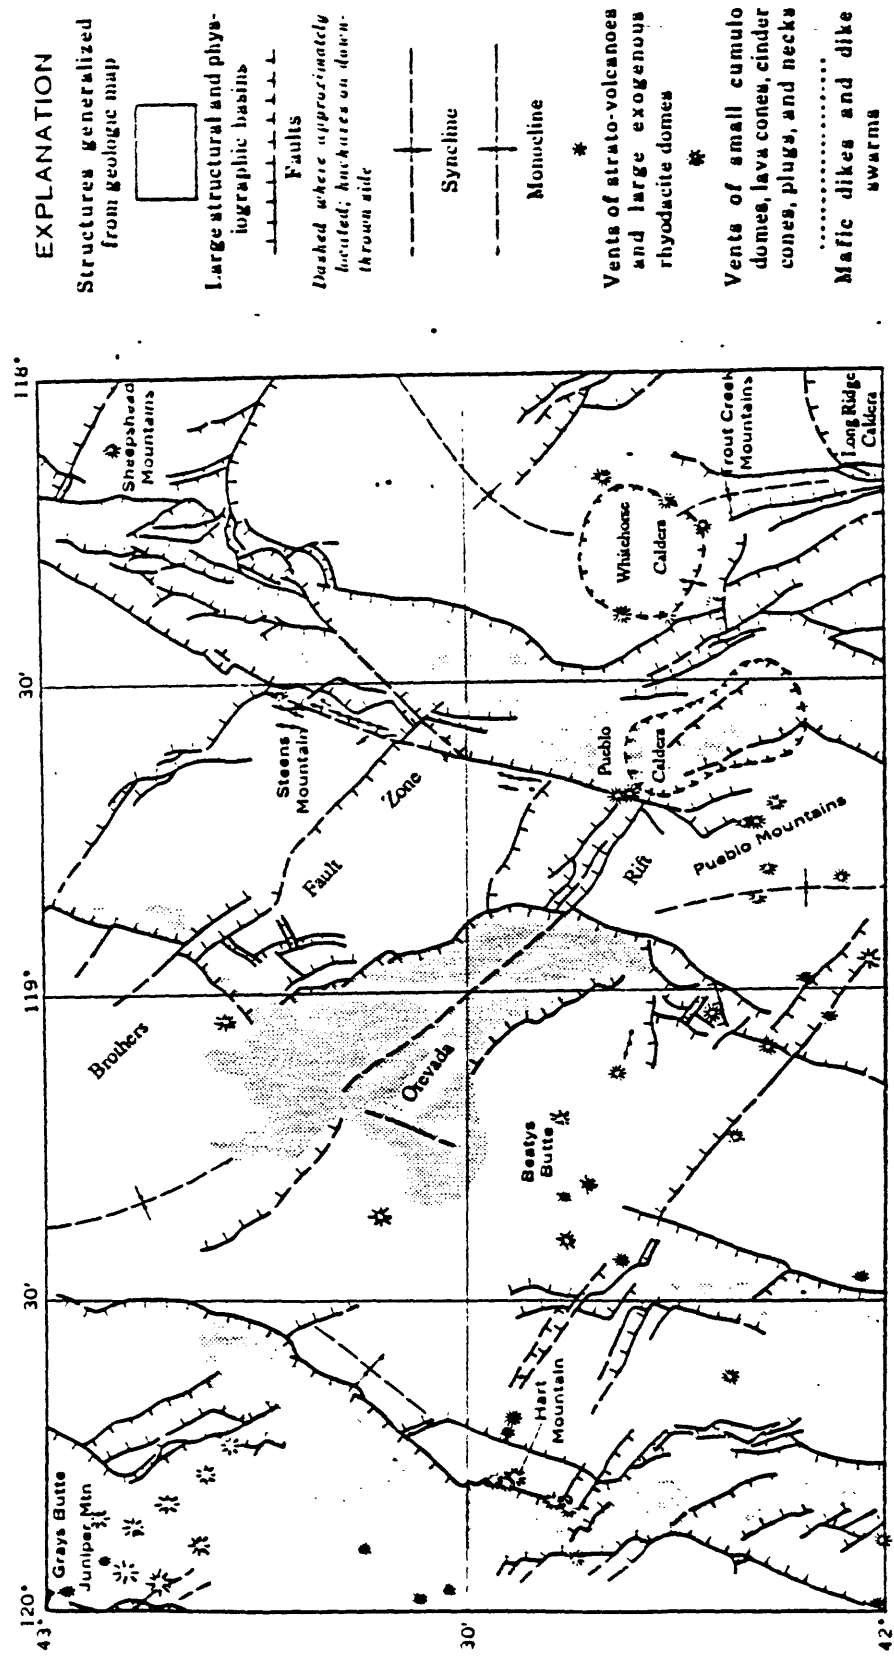 EXPLANATION
Structures generalized
from geologic map
Large structural and phys-
iographic basins
Faults
Dashed where approximately
located; hachures on down-
thrown side
Syncline
Monocline
Vents of strato-volcanoes
and large exogenous
rhyodacite domes
Vents of small cumulo
domes, lava cones, cinder
cones, plugs, and necks
Mafic dikes and dike
swarms
120°
30'
119°
30'
118°
43°
30'
42°
Grays Butte
Juniper Mtn
Brothers
Fault
Zone
Steens
Mountain
Sheepshead
Mountains
Orevada
Rift
Hart
Mountain
Beatys
Butte
Pueblo
Caldera
Pueblo Mountains
Whitehorse
Caldera
Trout Creek
Mountains
Long Ridge
Caldera